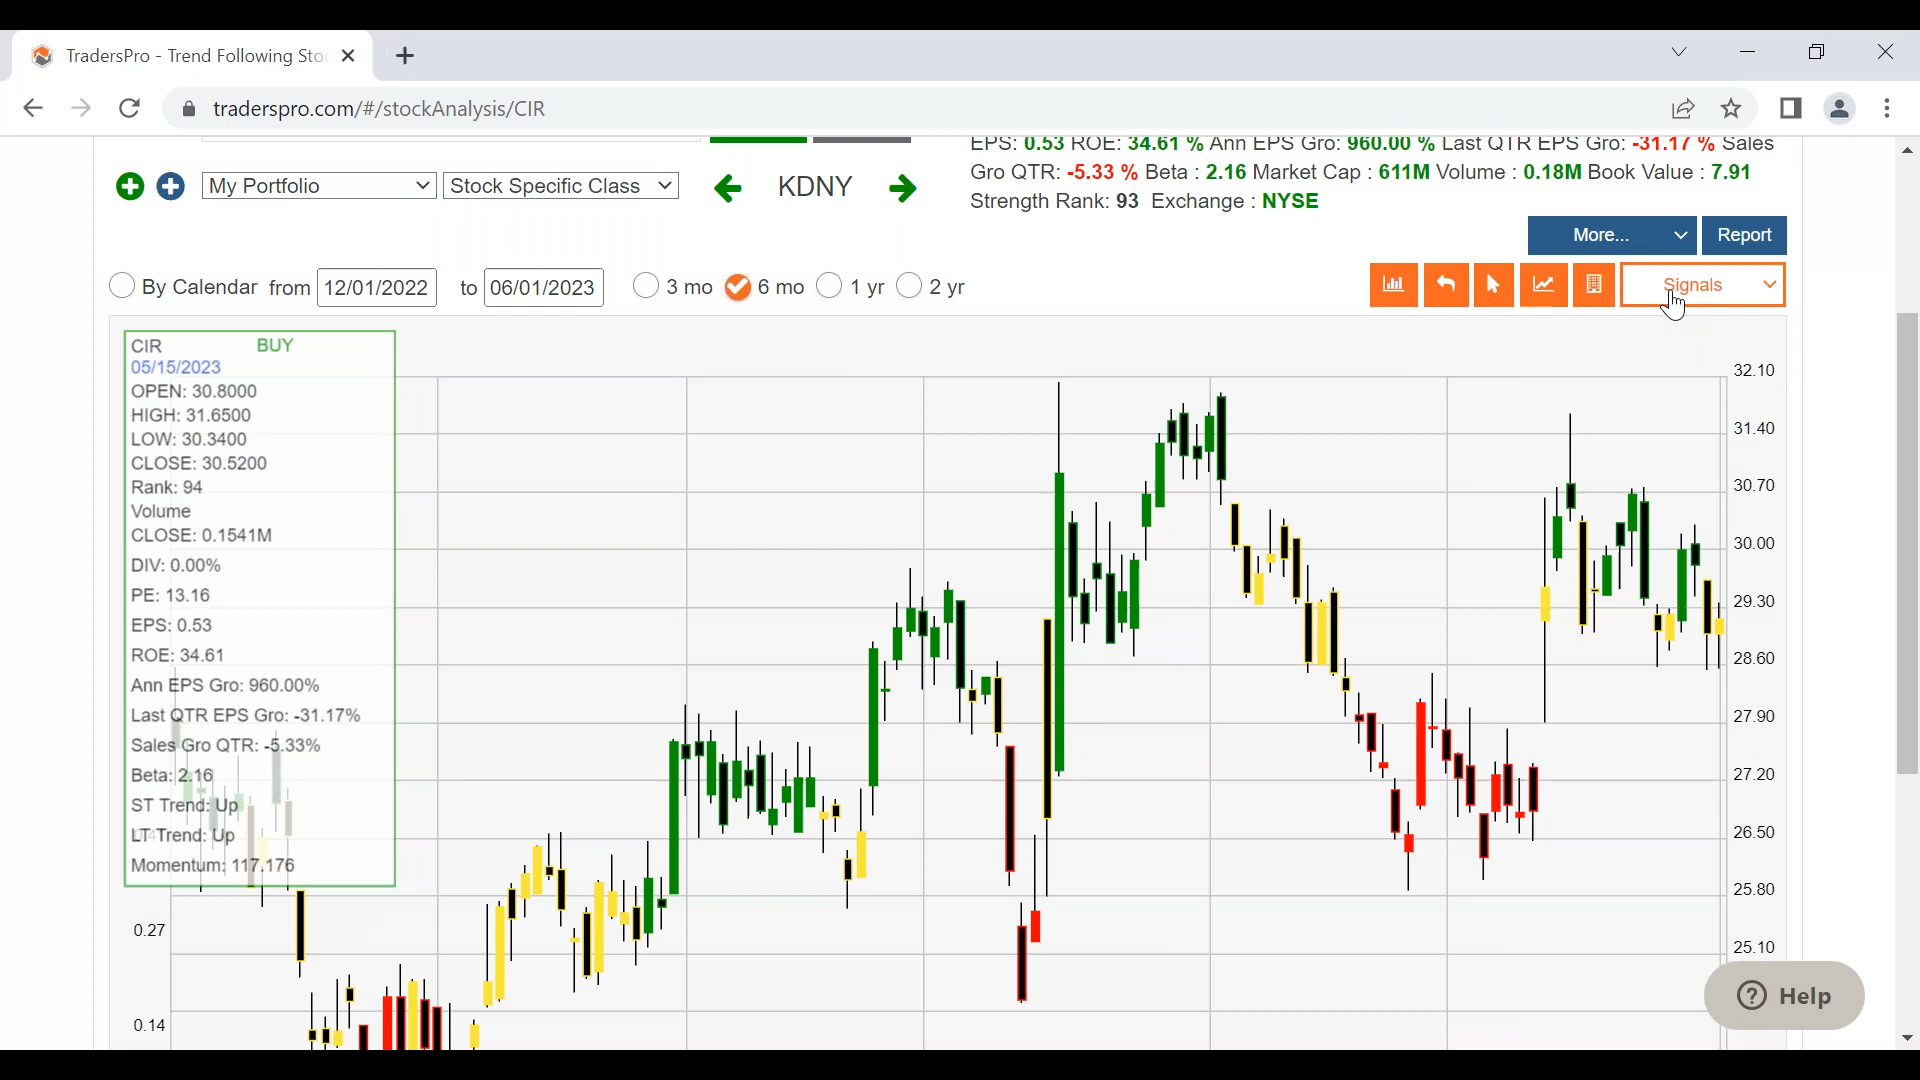 TradersPro - Trend Following Sto
traderspro.com/#/stockAnalysis/CIR
EPS: 0.53 ROE: 34.61 % Ann EPS Gro: 960.00 % Last QTR EPS Gro: -31.17 % Sales
Gro QTR: -5.33 % Beta : 2.16 Market Cap : 611M Volume : 0.18M Book Value : 7.91
Strength Rank: 93 Exchange : NYSE
My Portfolio Stock Specific Class KDNY
More... Report
By Calendar from 12/01/2022 to 06/01/2023 3 mo 6 mo 1 yr 2 yr Signals
CIR BUY
05/15/2023
OPEN: 30.8000
HIGH: 31.6500
LOW: 30.3400
CLOSE: 30.5200
Rank: 94
Volume
CLOSE: 0.1541M
DIV: 0.00%
PE: 13.16
EPS: 0.53
ROE: 34.61
Ann EPS Gro: 960.00%
Last QTR EPS Gro: -31.17%
Sales Gro QTR: -5.33%
Beta: 2.16
ST Trend: Up
LT Trend: Up
Momentum: 117.176
0.27
0.14
32.10
31.40
30.70
30.00
29.30
28.60
27.90
27.20
26.50
25.80
25.10
Help